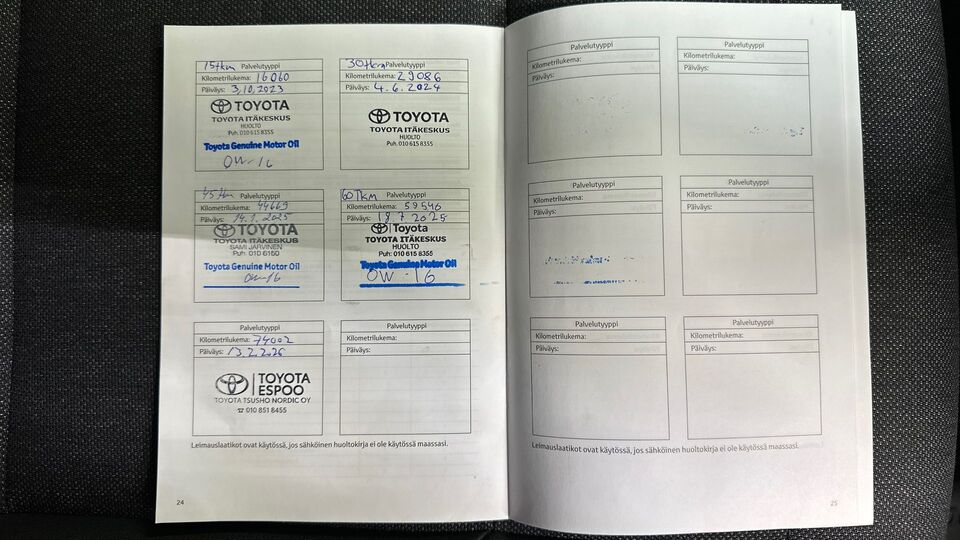 15tkm Palvelutyyppi
Kilometrilukema: 16060
Päiväys: 3,10,2023
TOYOTA
TOYOTA ITÄKESKUS
HUOLTO
Puh. 010 615 8355
Toyota Genuine Motor Oil
0W-16
30tkm Palvelutyyppi
Kilometrilukema: 29086
Päiväys: 4.6.2024
TOYOTA
TOYOTA ITÄKESKUS
HUOLTO
Puh. 010 615 8355
45tkm Palvelutyyppi
Kilometrilukema: 44669
Päiväys: 14.1.2025
TOYOTA
TOYOTA ITÄKESKUS
SAMI JÄRVINEN
Puh: 010 6150
Toyota Genuine Motor Oil
0W-16
60Tkm Palvelutyyppi
Kilometrilukema: 59546
Päiväys: 18.7 2025
TOYOTA
TOYOTA ITÄKESKUS
HUOLTO
Puh: 010 615 8355
Toyota Genuine Motor Oil
0W-16
Palvelutyyppi
Kilometrilukema: 74002
Päiväys: 13.2.2026
TOYOTA
ESPOO
TOYOTA TSUSHO NORDIC OY
☎ 010 851 8455
Palvelutyyppi
Kilometrilukema:
Päiväys:
Leimauslaatikot ovat käytössä, jos sähköinen huoltokirja ei ole käytössä maassasi.
24
Palvelutyyppi
Kilometrilukema:
Päiväys:
Palvelutyyppi
Kilometrilukema:
Päiväys:
Palvelutyyppi
Kilometrilukema:
Päiväys:
Palvelutyyppi
Kilometrilukema:
Päiväys:
Palvelutyyppi
Kilometrilukema:
Päiväys:
Palvelutyyppi
Kilometrilukema:
Päiväys:
Leimauslaatikot ovat käytössä, jos sähköinen huoltokirja ei ole käytössä maassasi.
25